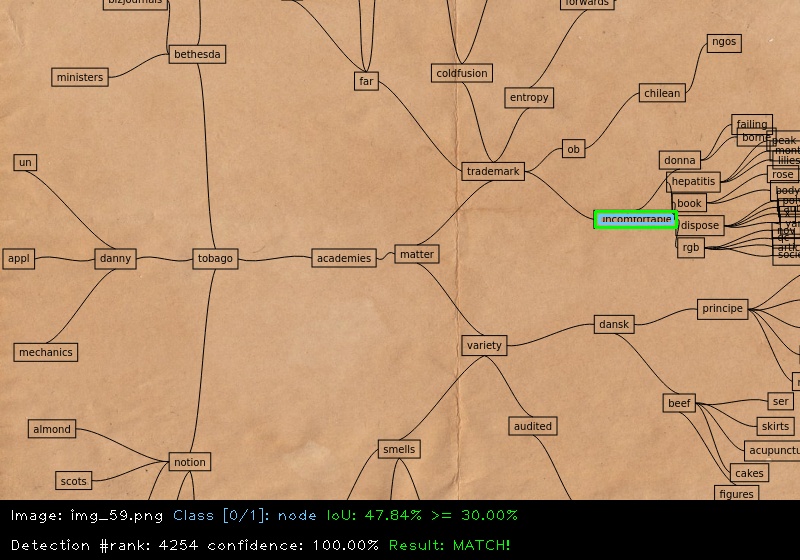 bizjournals
forwards
ngos
bethesda
coldfusion
ministers
far
chilean
entropy
failing
borne
peak
ob
mont
un
donna
lilies
trademark
rose
hepatitis
body
book
uncomfortable
dispose
rgb
matter
appl
danny
tobago
academies
principe
dansk
variety
mechanics
ser
beef
audited
skirts
almond
smells
acupunctu
notion
cakes
scots
figures
Image: img_59.png Class [0/1]: node IoU: 47.84% >= 30.00%
Detection #rank: 4254 confidence: 100.00% Result: MATCH!